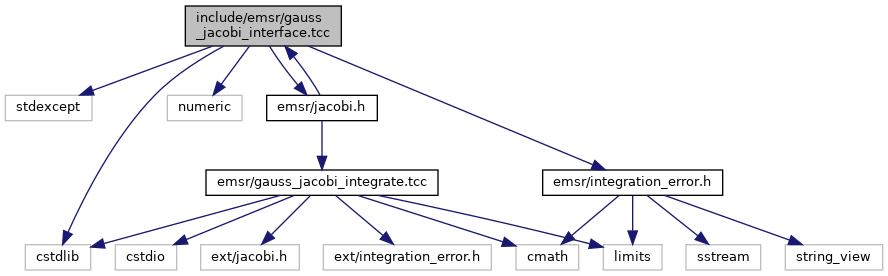 include/emsr/gauss
_jacobi_interface.tcc
stdexcept
numeric
emsr/jacobi.h
emsr/gauss_jacobi_integrate.tcc
emsr/integration_error.h
cstdlib
cstdio
ext/jacobi.h
ext/integration_error.h
cmath
limits
sstream
string_view